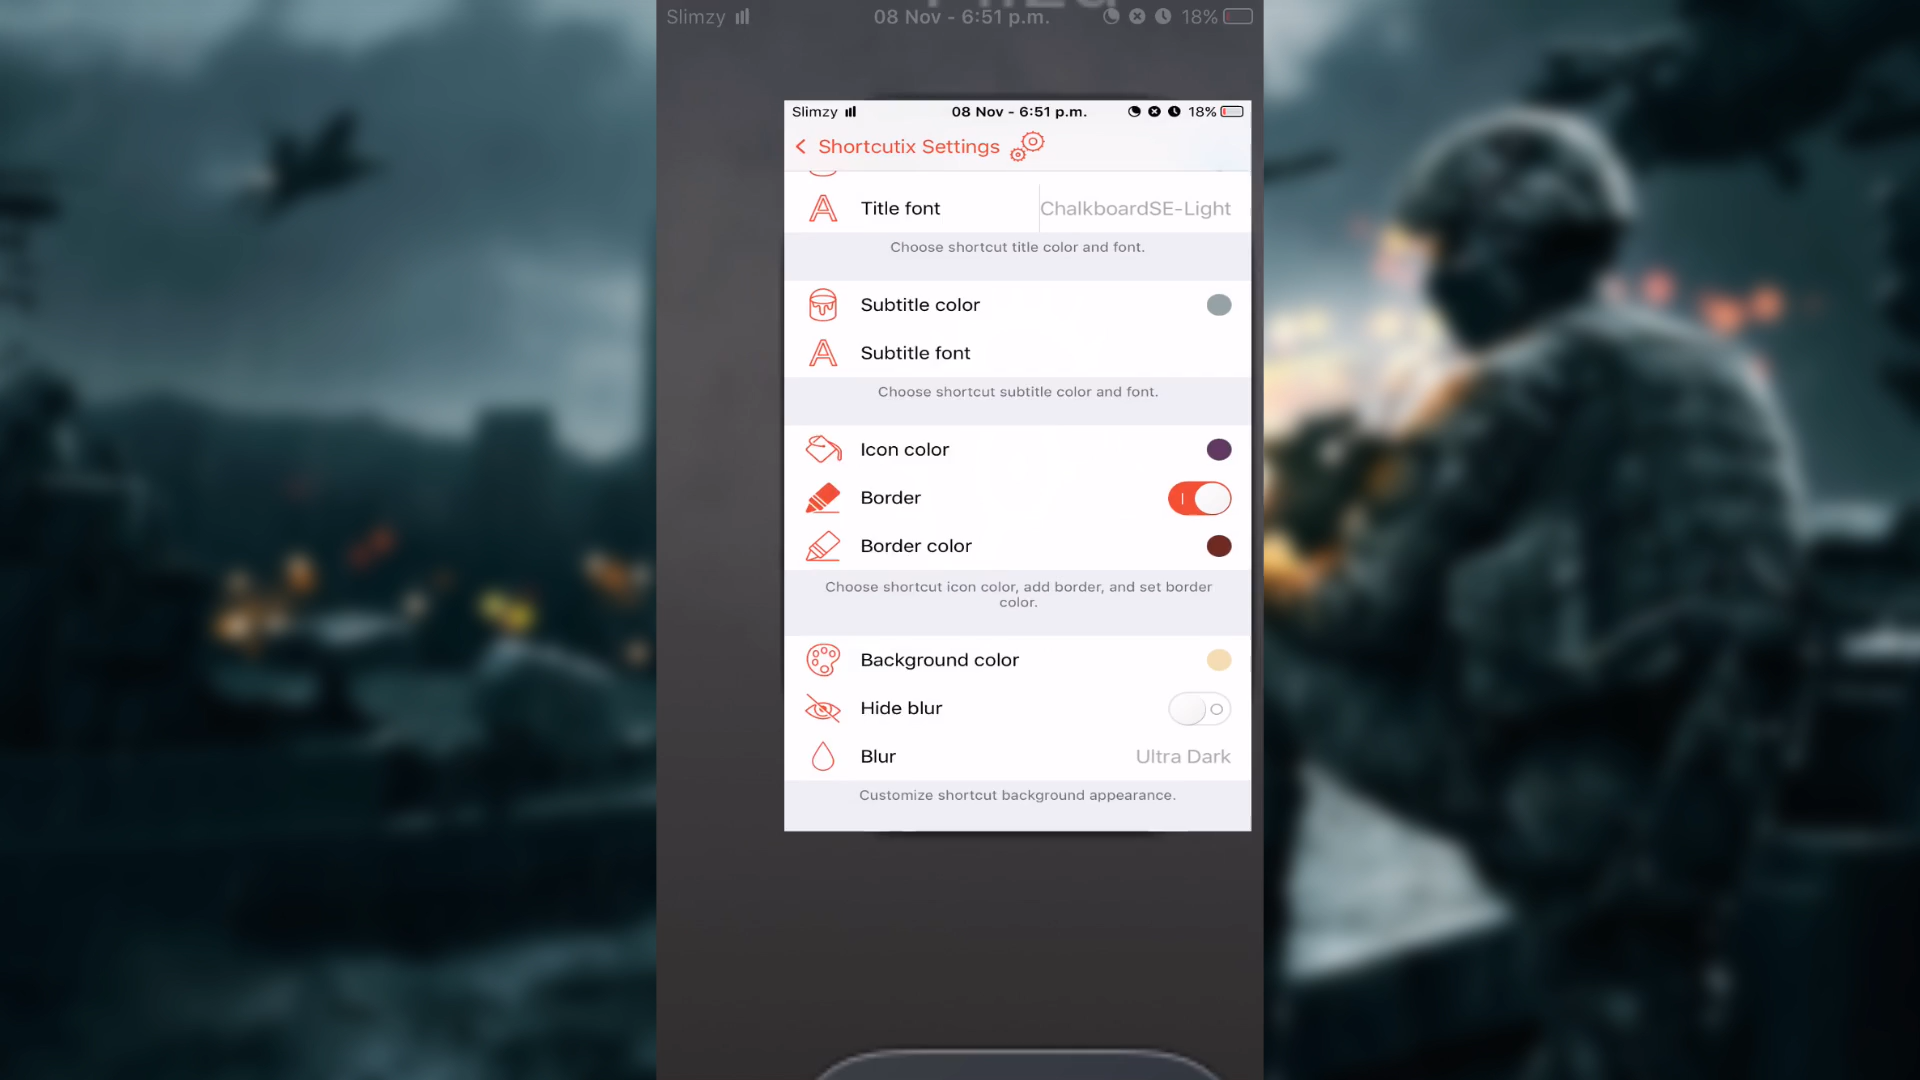 Slimzy 08 Nov - 6:51 p.m. 18%
Slimzy 08 Nov - 6:51 p.m. 18%
Shortcutix Settings
Title font ChalkboardSE-Light
Choose shortcut title color and font.
Subtitle color
Subtitle font
Choose shortcut subtitle color and font.
Icon color
Border
Border color
Choose shortcut icon color, add border, and set border
color.
Background color
Hide blur
Blur Ultra Dark
Customize shortcut background appearance.